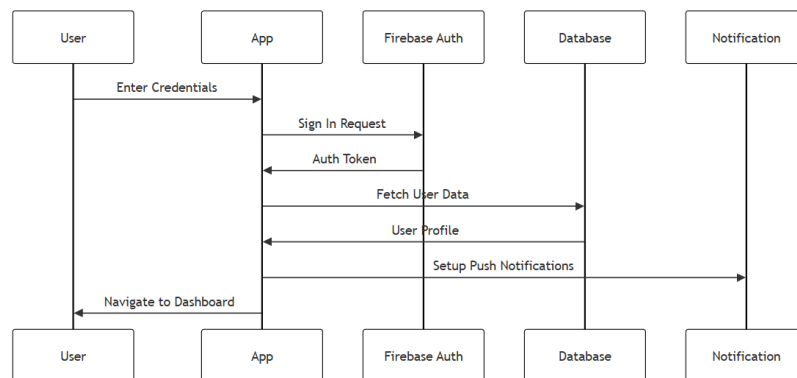 User
App
Firebase Auth
Database
Notification
Enter Credentials
Sign In Request
Auth Token
Fetch User Data
User Profile
Setup Push Notifications
Navigate to Dashboard
User
App
Firebase Auth
Database
Notification